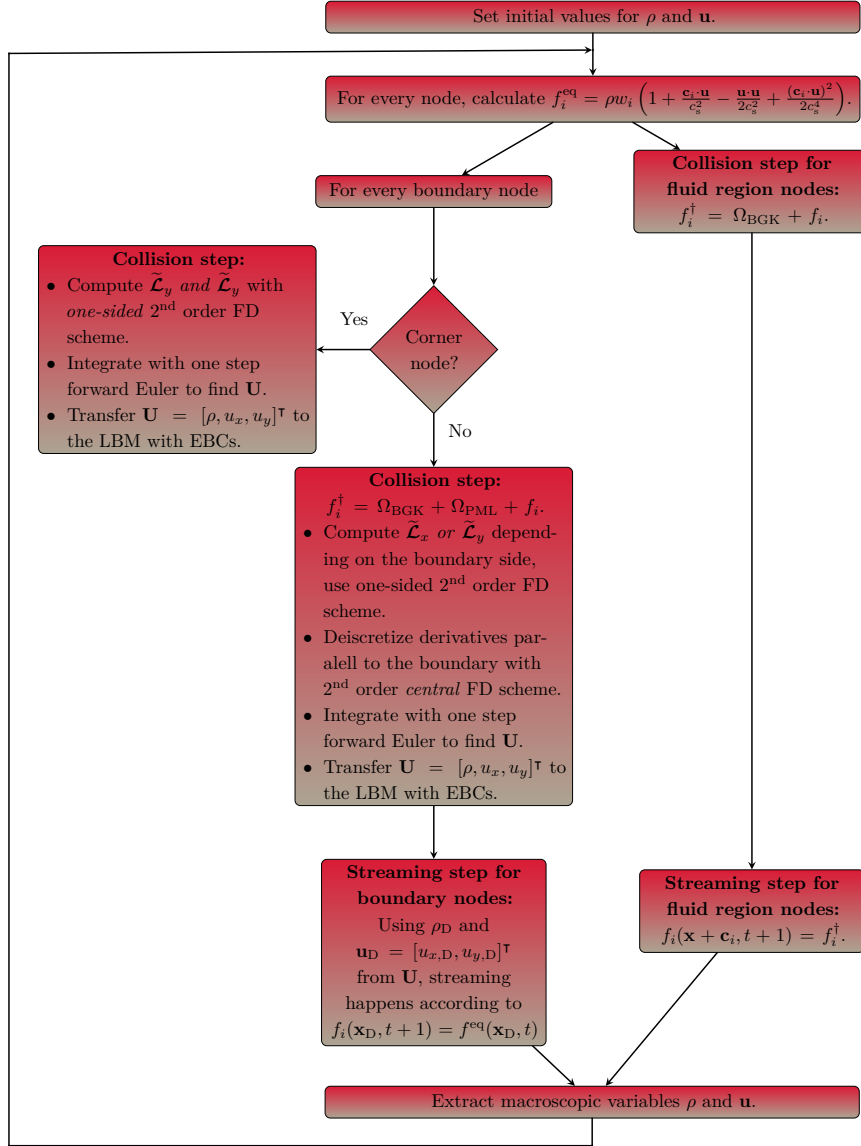 Set initial values for ρ and u.
For every node, calculate f_i^eq = ρw_i (1 + c_i·u/c_s^2 − u·u/2c_s^2 + (c_i·u)^2/2c_s^4).
Collision step for
fluid region nodes:
f_i^† = Ω_BGK + f_i.
For every boundary node
Collision step:
• Compute 𝓛̃_y and 𝓛̃_y with
one-sided 2nd order FD
scheme.
• Integrate with one step
forward Euler to find U.
• Transfer U = [ρ, u_x, u_y]^⊺ to
the LBM with EBCs.
Yes
Corner
node?
No
Collision step:
f_i^† = Ω_BGK + Ω_PML + f_i.
• Compute 𝓛̃_x or 𝓛̃_y depend-
ing on the boundary side,
use one-sided 2nd order FD
scheme.
• Deiscretize derivatives par-
alell to the boundary with
2nd order central FD scheme.
• Integrate with one step
forward Euler to find U.
• Transfer U = [ρ, u_x, u_y]^⊺ to
the LBM with EBCs.
Streaming step for
boundary nodes:
Using ρ_D and
u_D = [u_x,D, u_y,D]^⊺
from U, streaming
happens according to
f_i(x_D, t + 1) = f^eq(x_D, t)
Streaming step for
fluid region nodes:
f_i(x + c_i, t + 1) = f_i^†.
Extract macroscopic variables ρ and u.